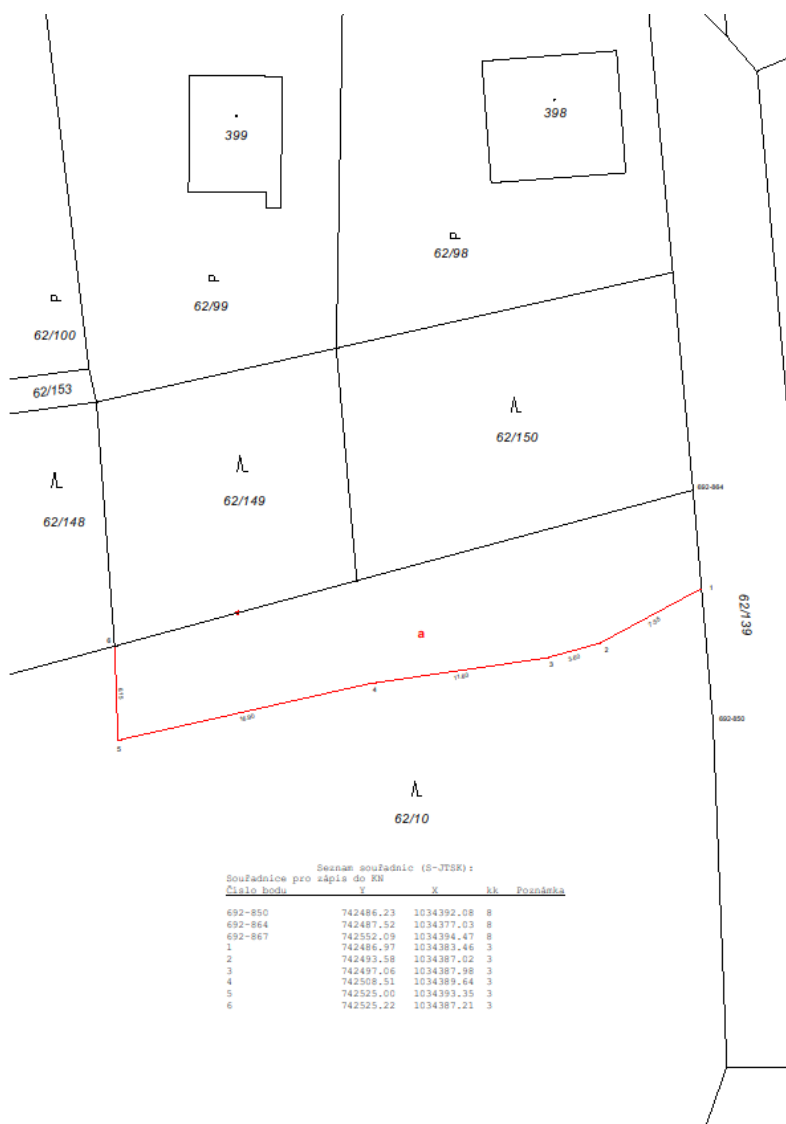 399
398
62/98
62/99
62/100
62/153
62/150
62/149
62/148
692-864
1
62/139
6
a
7.55
2
3.60
3
4
5
692-850
62/10
Seznam souřadnic (S-JTSK):
Souřadnice pro zápis do KN
Číslo bodu Y X kk Poznámka
692-850 742486.23 1034392.08 8
692-864 742487.52 1034377.03 8
692-867 742552.09 1034394.47 8
1 742486.97 1034383.46 3
2 742493.58 1034387.02 3
3 742497.06 1034387.98 3
4 742508.51 1034389.64 3
5 742525.00 1034393.35 3
6 742525.22 1034387.21 3